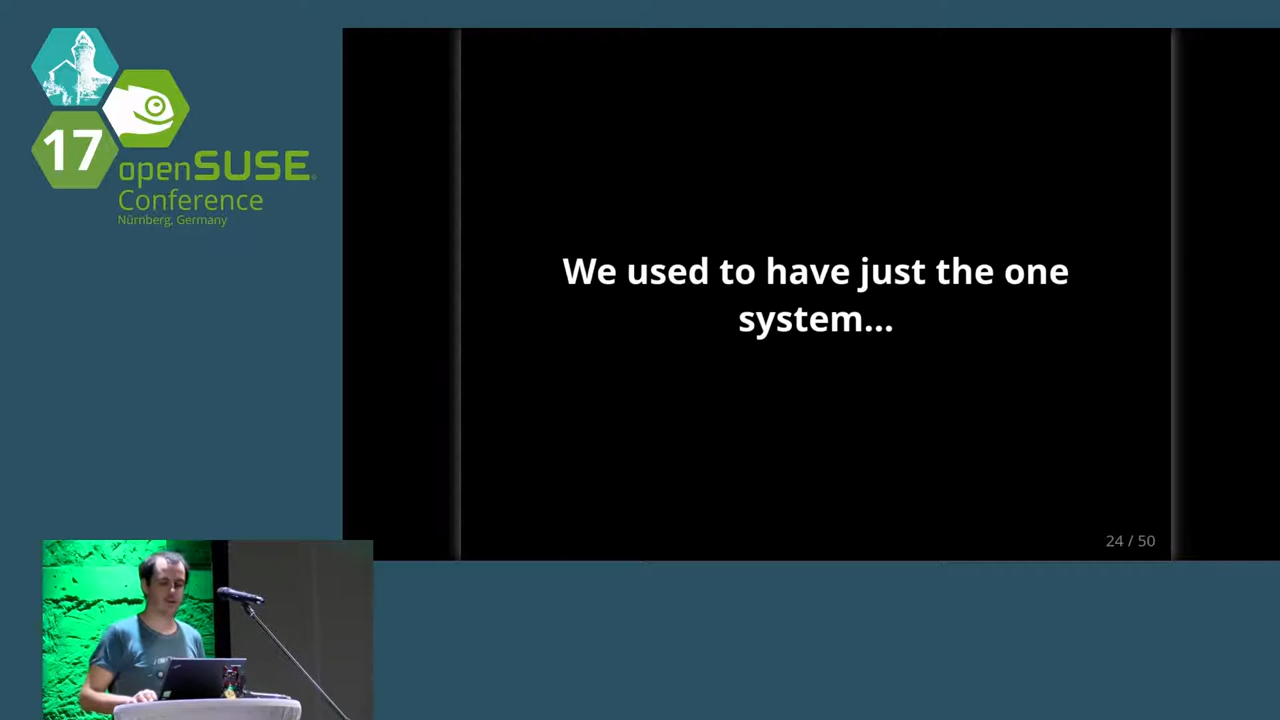 17
openSUSE
Conference
Nürnberg, Germany
We used to have just the one
system...
24 / 50